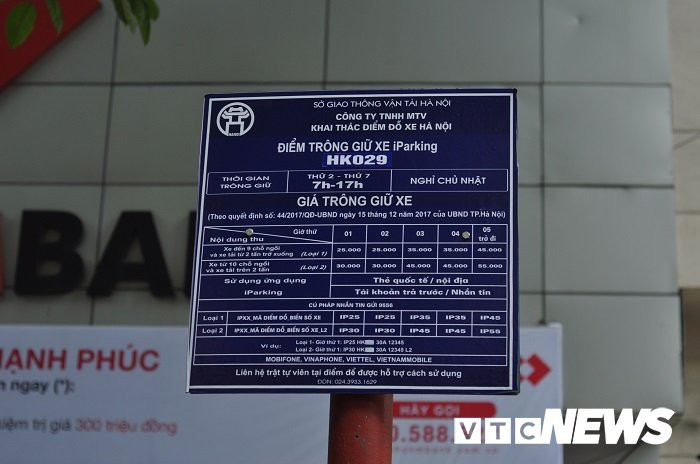 SỞ GIAO THÔNG VẬN TẢI HÀ NỘI
CÔNG TY TNHH MTV
KHAI THÁC ĐIỂM ĐỖ XE HÀ NỘI
ĐIỂM TRÔNG GIỮ XE iParking
HK029
THỜI GIAN TRÔNG GIỮ THỨ 2 - THỨ 7 7h-17h NGHỈ CHỦ NHẬT
GIÁ TRÔNG GIỮ XE
(Theo quyết định số: 44/2017/QĐ-UBND ngày 15 tháng 12 năm 2017 của UBND TP.Hà Nội)
Nội dung thu Giờ thứ 01 02 03 04 05 trở đi
Xe đến 9 chỗ ngồi và xe tải từ 2 tấn trở xuống (Loại 1) 25.000 25.000 35.000 35.000 45.000
Xe từ 10 chỗ ngồi và xe tải trên 2 tấn (Loại 2) 30.000 30.000 45.000 45.000 55.000
Sử dụng ứng dụng iParking Thẻ quốc tế / nội địa
Tài khoản trả trước / Nhắn tin
CÚ PHÁP NHẮN TIN GỬI 9556
Loại 1 IPXX_MÃ ĐIỂM ĐỖ_BIỂN SỐ XE IP25 IP25 IP35 IP35 IP45
Loại 2 IPXX_MÃ ĐIỂM ĐỖ_BIỂN SỐ XE_L2 IP30 IP30 IP45 IP45 IP55
Ví dụ: Loại 1- Giờ thứ 1: IP25 HK 30A 12345
Loại 2- Giờ thứ 1: IP30 HK 30A 12345 L2
MOBIFONE, VINAPHONE, VIETTEL, VIETNAMMOBILE
Liên hệ trật tự viên tại điểm để được hỗ trợ cách sử dụng
ĐDN: 024.3933.1629
BAN
HẠNH PHÚC
n ngay (*):
hiệm trị giá 300 triệu đồng
HÃY GỌI
0.588
VTC NEWS